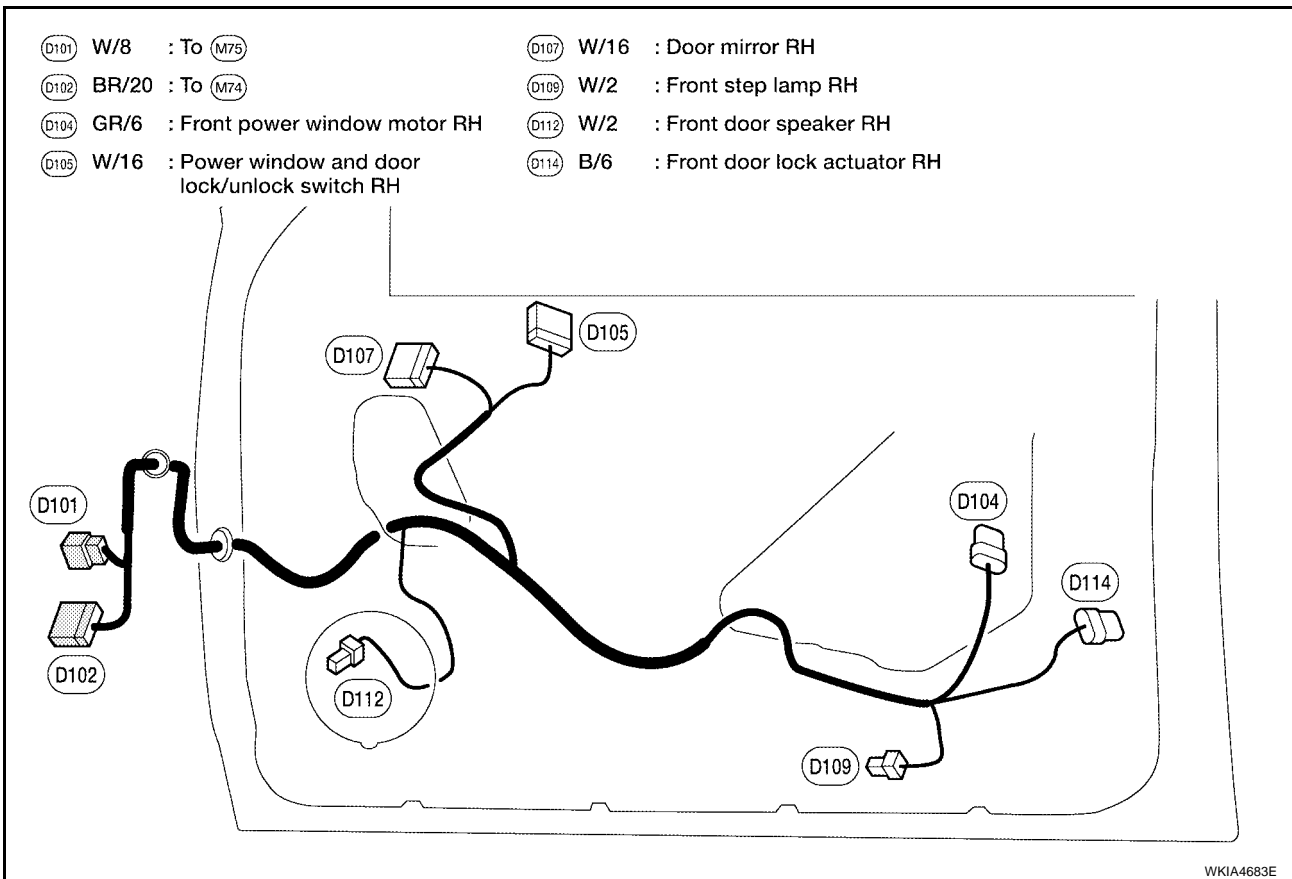 D101 W/8 : To M75
D102 BR/20 : To M74
D104 GR/6 : Front power window motor RH
D105 W/16 : Power window and door
lock/unlock switch RH
D107 W/16 : Door mirror RH
D109 W/2 : Front step lamp RH
D112 W/2 : Front door speaker RH
D114 B/6 : Front door lock actuator RH
D105
D107
D101
D104
D114
D102
D112
D109
WKIA4683E